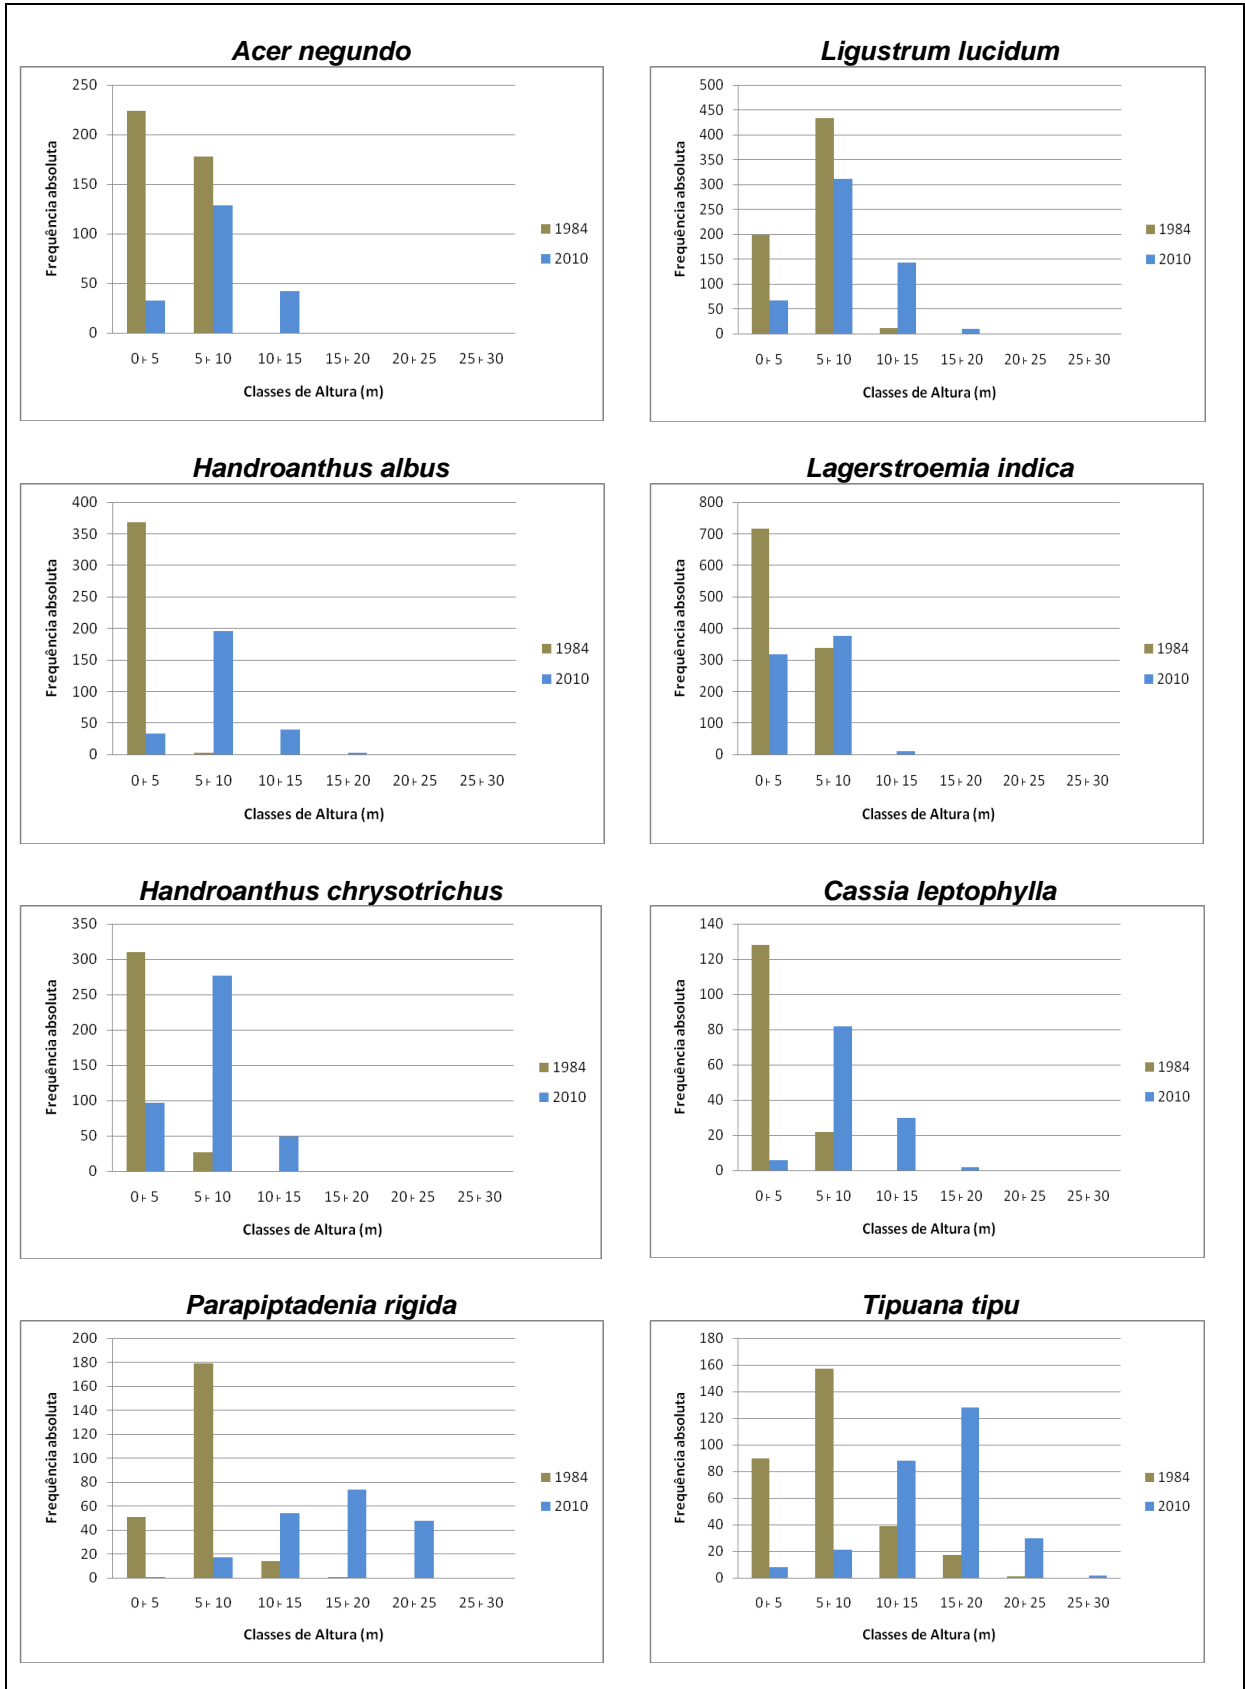 Acer negundo
250
200
150
100
50
0
Frequência absoluta
0⊦5 5⊦10 10⊦15 15⊦20 20⊦25 25⊦30
Classes de Altura (m)
1984
2010
Ligustrum lucidum
500
450
400
350
300
250
200
150
100
50
0
Frequência absoluta
0⊦5 5⊦10 10⊦15 15⊦20 20⊦25 25⊦30
Classes de Altura (m)
1984
2010
Handroanthus albus
400
350
300
250
200
150
100
50
0
Frequência absoluta
0⊦5 5⊦10 10⊦15 15⊦20 20⊦25 25⊦30
Classes de Altura (m)
1984
2010
Lagerstroemia indica
800
700
600
500
400
300
200
100
0
Frequência absoluta
0⊦5 5⊦10 10⊦15 15⊦20 20⊦25 25⊦30
Classes de Altura (m)
1984
2010
Handroanthus chrysotrichus
350
300
250
200
150
100
50
0
Frequência absoluta
0⊦5 5⊦10 10⊦15 15⊦20 20⊦25 25⊦30
Classes de Altura (m)
1984
2010
Cassia leptophylla
140
120
100
80
60
40
20
0
Frequência absoluta
0⊦5 5⊦10 10⊦15 15⊦20 20⊦25 25⊦30
Classes de Altura (m)
1984
2010
Parapiptadenia rigida
200
180
160
140
120
100
80
60
40
20
0
Frequência absoluta
0⊦5 5⊦10 10⊦15 15⊦20 20⊦25 25⊦30
Classes de Altura (m)
1984
2010
Tipuana tipu
180
160
140
120
100
80
60
40
20
0
Frequência absoluta
0⊦5 5⊦10 10⊦15 15⊦20 20⊦25 25⊦30
Classes de Altura (m)
1984
2010